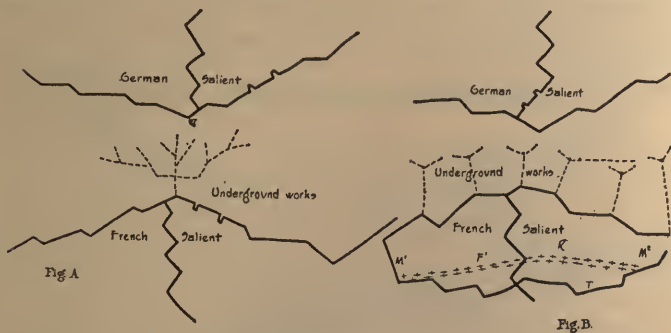 German Salient
G
Underground works
French Salient
Fig. A
German Salient
Underground works
French Salient
M' F' R M²
T
Fig. B.